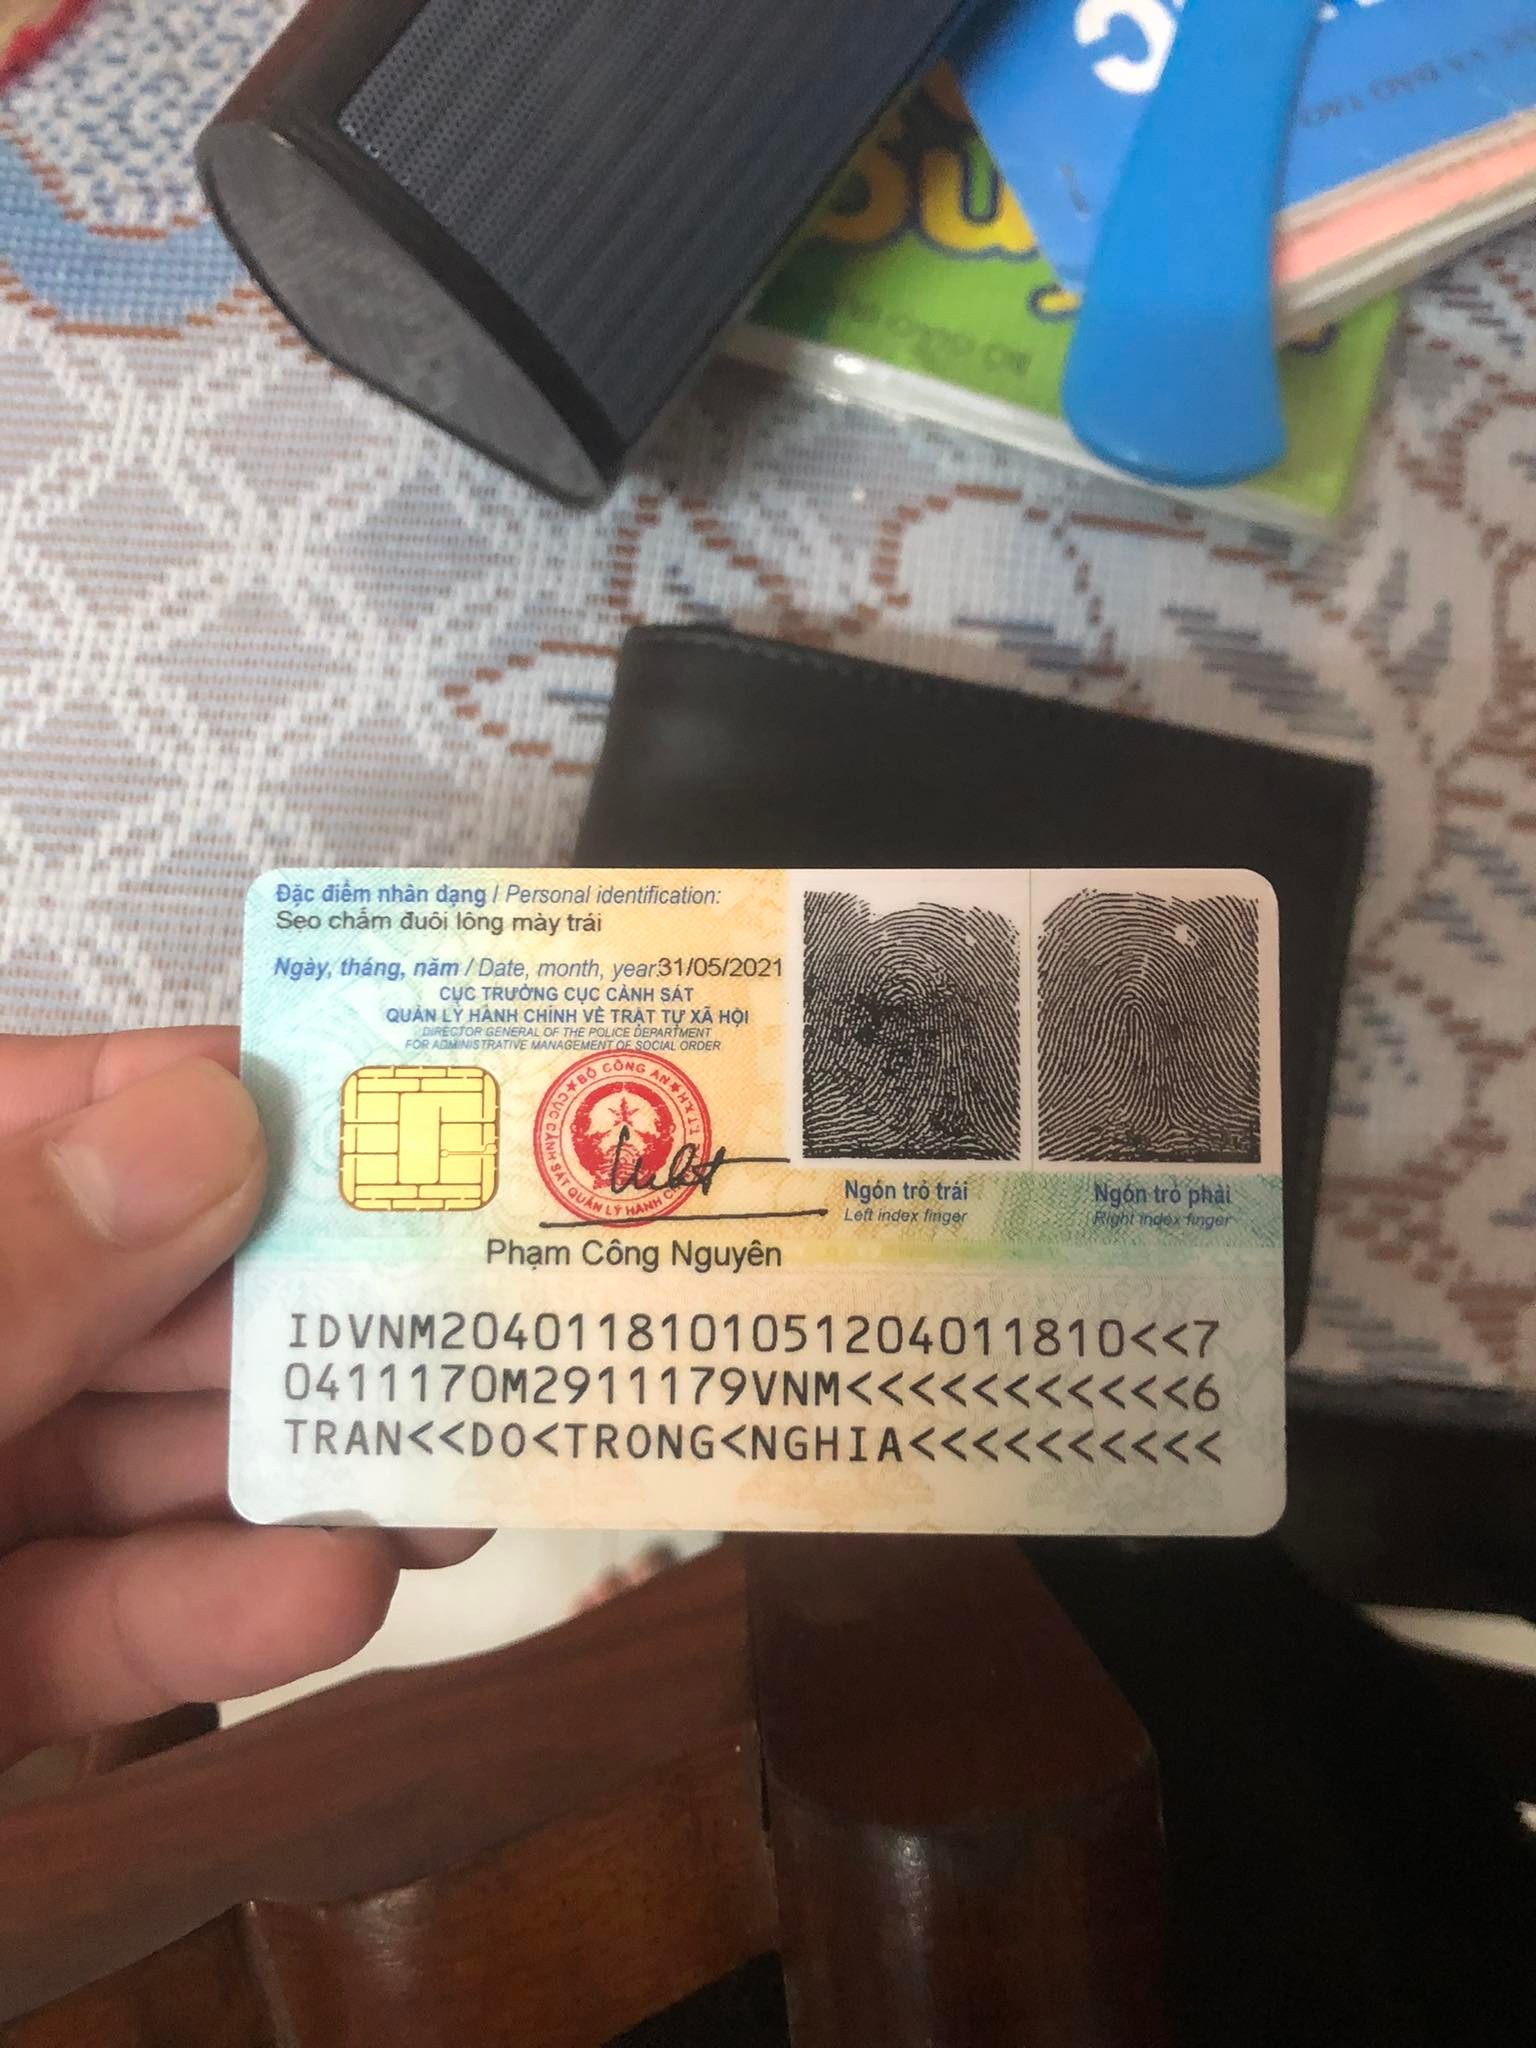 Đặc điểm nhân dạng / Personal identification:
Sẹo chấm đuôi lông mày trái
Ngày, tháng, năm / Date, month, year:31/05/2021
CỤC TRƯỞNG CỤC CẢNH SÁT
QUẢN LÝ HÀNH CHÍNH VỀ TRẬT TỰ XÃ HỘI
DIRECTOR GENERAL OF THE POLICE DEPARTMENT
FOR ADMINISTRATIVE MANAGEMENT OF SOCIAL ORDER
BỘ CÔNG AN
CỤC CẢNH SÁT QUẢN LÝ HÀNH
Ngón trỏ trái
Left index finger
Ngón trỏ phải
Right index finger
Phạm Công Nguyên
IDVNM2040118101051204011810<<7
0411170M2911179VNM<<<<<<<<<<<6
TRAN<<DO<TRONG<NGHIA<<<<<<<<<<